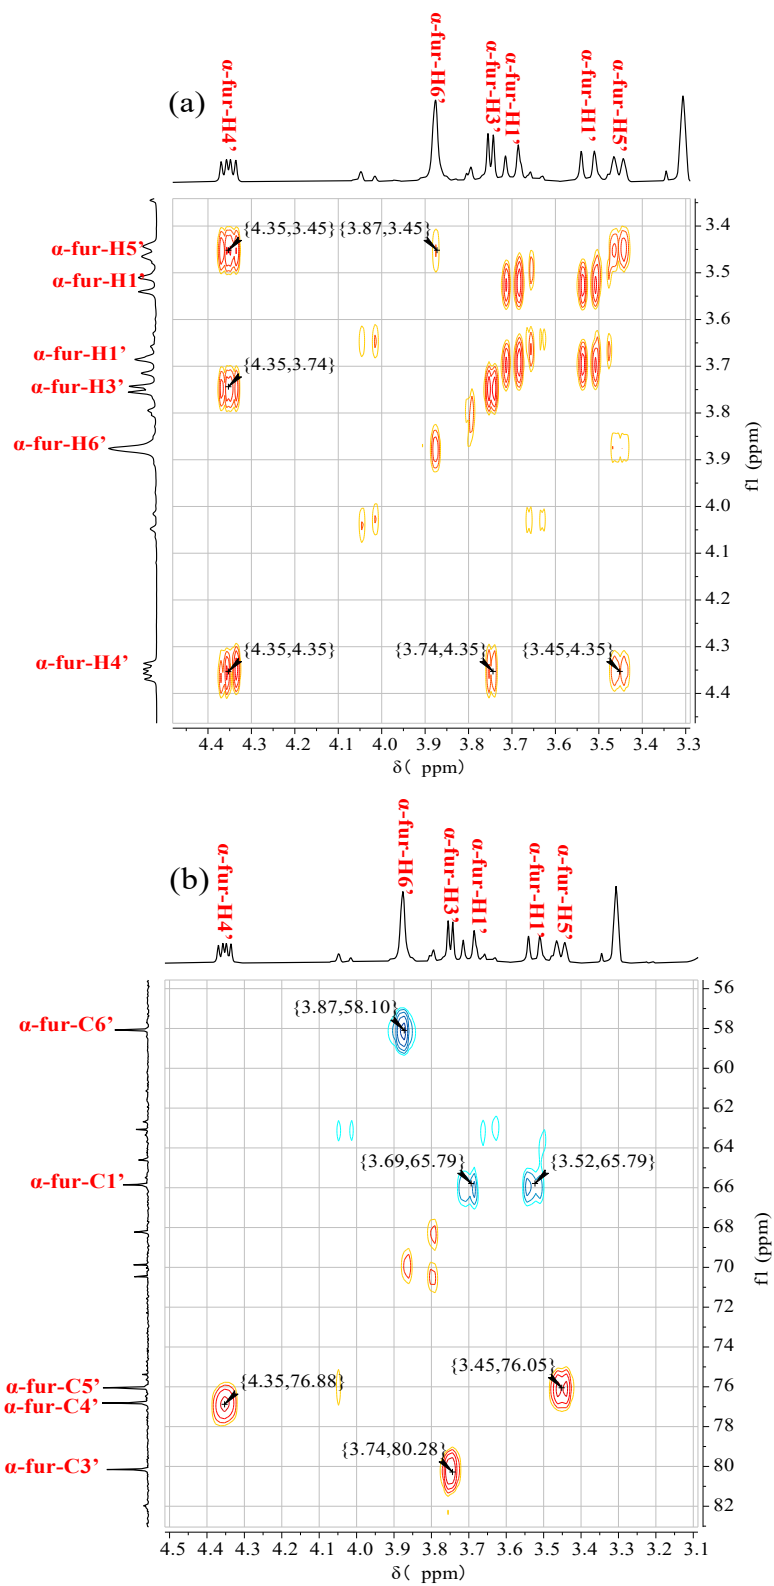 (a)
α-fur-H4’
α-fur-H6’
α-fur-H3’
α-fur-H1’
α-fur-H1’
α-fur-H5’
α-fur-H5’
α-fur-H1’
α-fur-H1’
α-fur-H3’
α-fur-H6’
α-fur-H4’
{4.35,3.45}
{3.87,3.45}
{4.35,3.74}
{4.35,4.35}
{3.74,4.35}
{3.45,4.35}
3.4
3.5
3.6
3.7
3.8
3.9
4.0
4.1
4.2
4.3
4.4
f1 (ppm)
4.4 4.3 4.2 4.1 4.0 3.9 3.8 3.7 3.6 3.5 3.4 3.3
δ( ppm)
(b)
α-fur-H4’
α-fur-H6’
α-fur-H3’
α-fur-H1’
α-fur-H1’
α-fur-H5’
α-fur-C6’
α-fur-C1’
α-fur-C5’
α-fur-C4’
α-fur-C3’
{3.87,58.10}
{3.69,65.79}
{3.52,65.79}
{4.35,76.88}
{3.45,76.05}
{3.74,80.28}
56
58
60
62
64
66
68
70
72
74
76
78
80
82
f1 (ppm)
4.5 4.4 4.3 4.2 4.1 4.0 3.9 3.8 3.7 3.6 3.5 3.4 3.3 3.2 3.1
δ( ppm)